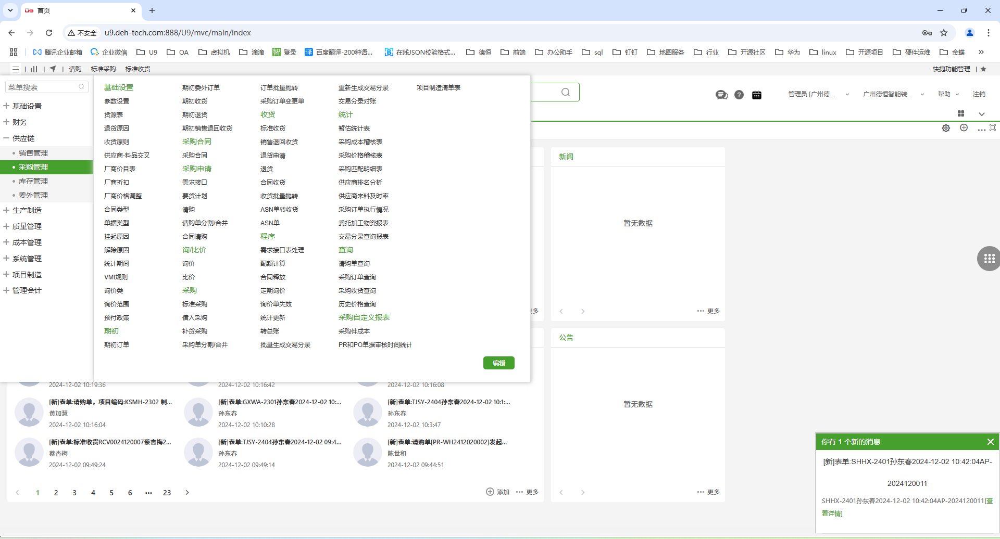 首页
不安全
u9.deh-tech.com:888/U9/mvc/main/index
腾讯企业邮箱 企业微信 U9 OA 虚拟机 滴滴 登录 百度翻译-200种语... 在线JSON校验格式... 德恒 前端 办公助手 sql 钉钉 地图服务 行业 开源社区 华为 linux 开源项目 硬件运维 金蝶
请购 标准采购 标准收货 快捷功能管理
菜单搜索
管理员 [广州德... 广州德恒智能装... 帮助 注销
基础设置
财务
供应链
销售管理
采购管理
库存管理
委外管理
生产制造
质量管理
成本管理
系统管理
项目制造
管理会计
基础设置
参数设置
货源表
退货原因
收货原则
供应商-料品交叉
厂商价目表
厂商折扣
厂商价格调整
合同类型
单据类型
挂起原因
解除原因
统计期间
VMI规则
询价类
询价范围
预付政策
期初
期初订单
期初委外订单
期初收货
期初退货
期初销售退回收货
采购合同
采购合同
采购申请
需求接口
要货计划
请购
请购单分割/合并
合同请购
询/比价
询价
比价
采购
标准采购
借入采购
补货采购
采购单分割/合并
订单批量抛转
采购订单变更单
收货
标准收货
销售退回收货
退货申请
退货
合同收货
收货批量抛转
ASN单转收货
ASN单
程序
需求接口表处理
配额计算
合同释放
定期询价
询价单失效
统计更新
转总账
批量生成交易分录
重新生成交易分录
交易分录对账
统计
暂估统计表
采购成本稽核表
采购价格稽核表
采购匹配明细表
供应商排名分析
供应商来料及时率
采购订单执行情况
委托加工物资报表
交易分录查询报表
查询
请购单查询
采购订单查询
采购收货查询
历史价格查询
采购自定义报表
采购件成本
PR和PO单据审核时间统计
项目制造清单表
编辑
新闻
暂无数据
更多
公告
暂无数据
更多
2024-12-02 10:19:36
2024-12-02 10:16:42
2024-12-02 10:16:08
[新]表单:请购单，项目编码:KSMH-2302 制...
黄加慧
2024-12-02 10:16:04
[新]表单:GXWA-2301孙东春2024-12-02 10:...
孙东春
2024-12-02 10:10:28
[新]表单:TJSY-2404孙东春2024-12-02 10:1:...
孙东春
2024-12-02 10:3:47
[新]表单:标准收货RCV0024120007蔡杏梅2...
蔡杏梅
2024-12-02 09:49:24
[新]表单:TJSY-2404孙东春2024-12-02 09:4...
孙东春
2024-12-02 09:49:14
[新]表单:请购单[PR-WH2412020002]发起...
陈世和
2024-12-02 09:44:51
1 2 3 4 5 6 ••• 23
添加 更多
你有 1 个新的消息
[新]表单:SHHX-2401孙东春2024-12-02 10:42:04AP-
2024120011
SHHX-2401孙东春2024-12-02 10:42:04AP-2024120011[查
看详情]